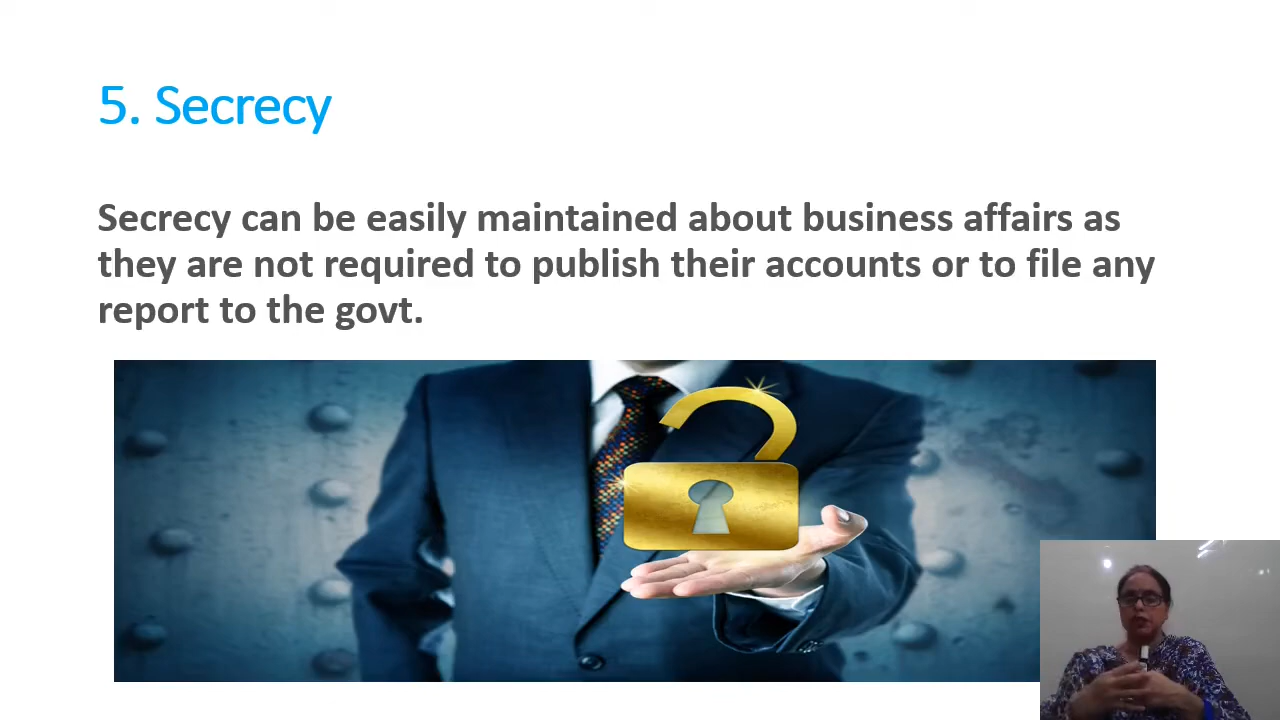 5. Secrecy
Secrecy can be easily maintained about business affairs as
they are not required to publish their accounts or to file any
report to the govt.